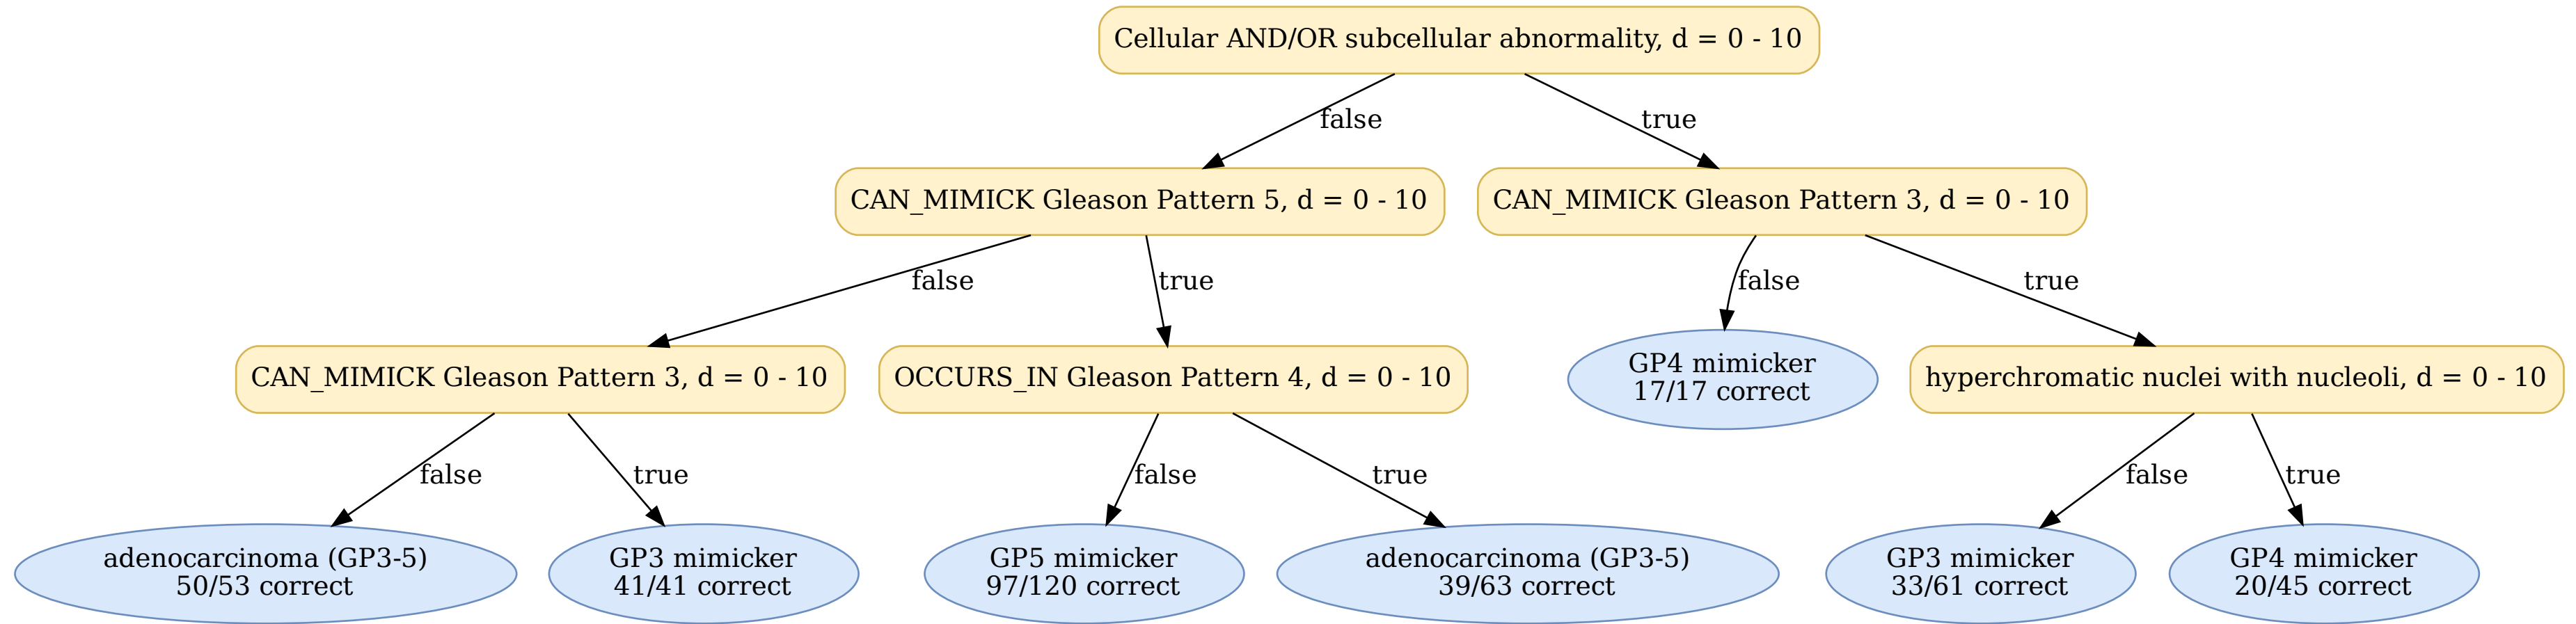 Cellular AND/OR subcellular abnormality, d = 0 - 10
false
true
CAN_MIMICK Gleason Pattern 5, d = 0 - 10
CAN_MIMICK Gleason Pattern 3, d = 0 - 10
false
true
false
true
CAN_MIMICK Gleason Pattern 3, d = 0 - 10
OCCURS_IN Gleason Pattern 4, d = 0 - 10
GP4 mimicker
17/17 correct
hyperchromatic nuclei with nucleoli, d = 0 - 10
false
true
false
true
false
true
adenocarcinoma (GP3-5)
50/53 correct
GP3 mimicker
41/41 correct
GP5 mimicker
97/120 correct
adenocarcinoma (GP3-5)
39/63 correct
GP3 mimicker
33/61 correct
GP4 mimicker
20/45 correct